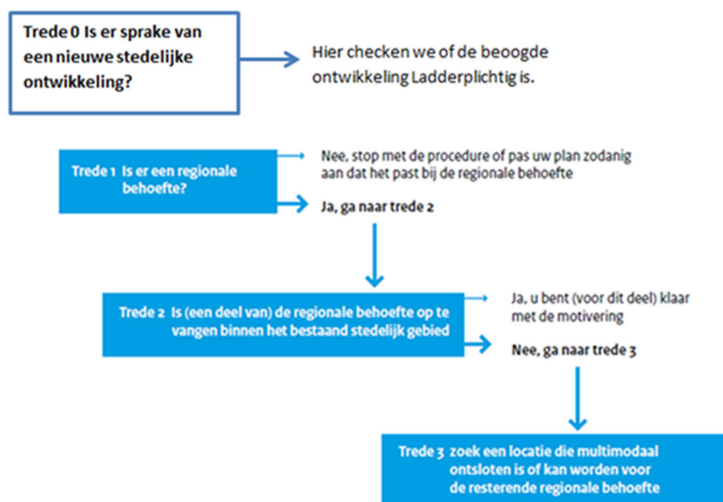 Trede 0 Is er sprake van
een nieuwe stedelijke
ontwikkeling?
Hier checken we of de beoogde
ontwikkeling Ladderplichtig is.
Trede 1 Is er een regionale
behoefte?
Nee, stop met de procedure of pas uw plan zodanig
aan dat het past bij de regionale behoefte
Ja, ga naar trede 2
Trede 2 Is (een deel van) de regionale behoefte op te
vangen binnen het bestaand stedelijk gebied
Ja, u bent (voor dit deel) klaar
met de motivering
Nee, ga naar trede 3
Trede 3 zoek een locatie die multimodaal
ontsloten is of kan worden voor
de resterende regionale behoefte